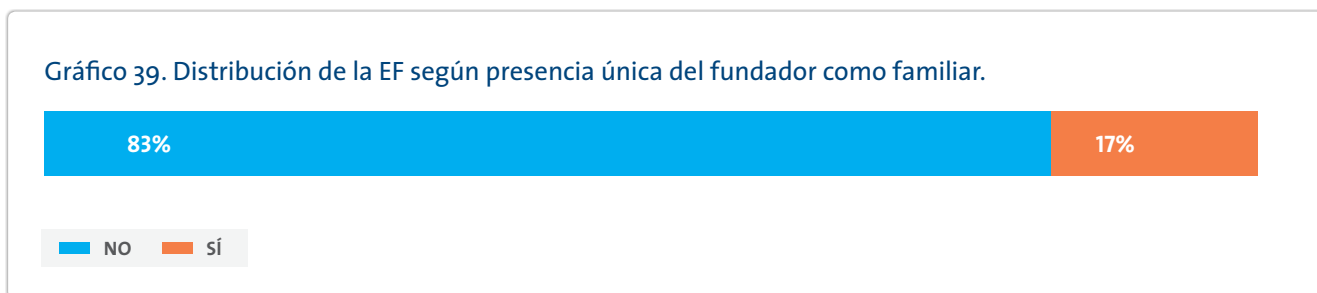 Gráfico 39. Distribución de la EF según presencia única del fundador como familiar.
83% 17%
NO SÍ